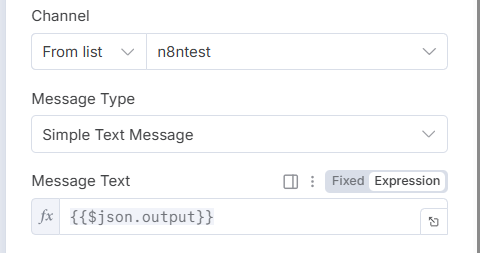 Channel
From list n8ntest
Message Type
Simple Text Message
Message Text Fixed Expression
fx {{$json.output}}